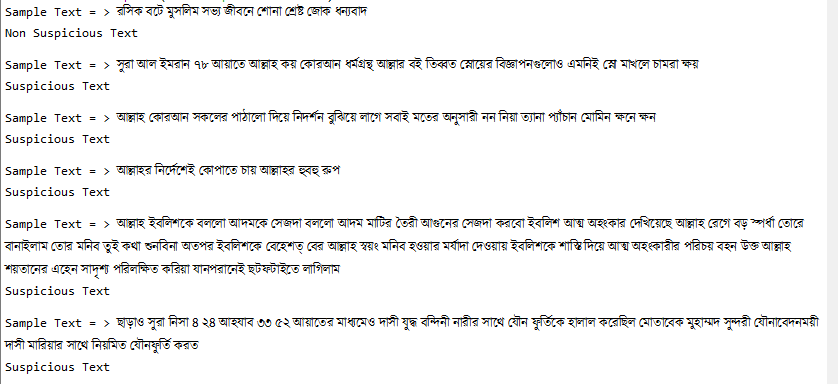 Sample Text = > রসিক বটে মুসলিম সভ্য জীবনে শোনা শ্রেষ্ট জোক ধন্যবাদ
Non Suspicious Text
Sample Text = > সুরা আল ইমরান ৭৮ আয়াতে আল্লাহ কয় কোরআন ধর্মগ্রন্থ আল্লার বই তিব্বত স্নোয়ের বিজ্ঞাপনগুলোও এমনিই স্নো মাখলে চামরা ক্ষয়
Suspicious Text
Sample Text = > আল্লাহ কোরআন সকলের পাঠালো দিয়ে নিদর্শন বুঝিয়ে লাগে সবাই মতের অনুসারী নন নিয়া ত্যানা প্যাঁচান মোমিন ক্ষনে ক্ষন
Suspicious Text
Sample Text = > আল্লাহর নির্দেশেই কোপাতে চায় আল্লাহর হুবহু রুপ
Suspicious Text
Sample Text = > আল্লাহ ইবলিশকে বললো আদমকে সেজদা বললো আদম মাটির তৈরী আগুনের সেজদা করবো ইবলিশ আত্ম অহংকার দেখিয়েছে আল্লাহ রেগে বড় স্পর্ধা তোরে
বানাইলাম তোর মনিব তুই কথা শুনবিনা অতপর ইবলিশকে বেহেশত্ বের আল্লাহ স্বয়ং মনিব হওয়ার মর্যাদা দেওয়ায় ইবলিশকে শাস্তি দিয়ে আত্ম অহংকারীর পরিচয় বহন উক্ত আল্লাহ
শয়তানের এহেন সাদৃশ্য পরিলক্ষিত করিয়া যানপরানেই ছটফটাইতে লাগিলাম
Suspicious Text
Sample Text = > ছাড়াও সুরা নিসা ৪ ২৪ আহযাব ৩৩ ৫২ আয়াতের মাধ্যমেও দাসী যুদ্ধ বন্দিনী নারীর সাথে যৌন ফুর্তিকে হালাল করেছিল মোতাবেক মুহাম্মদ সুন্দরী যৌনাবেদনময়ী
দাসী মারিয়ার সাথে নিয়মিত যৌনফুর্তি করত
Suspicious Text